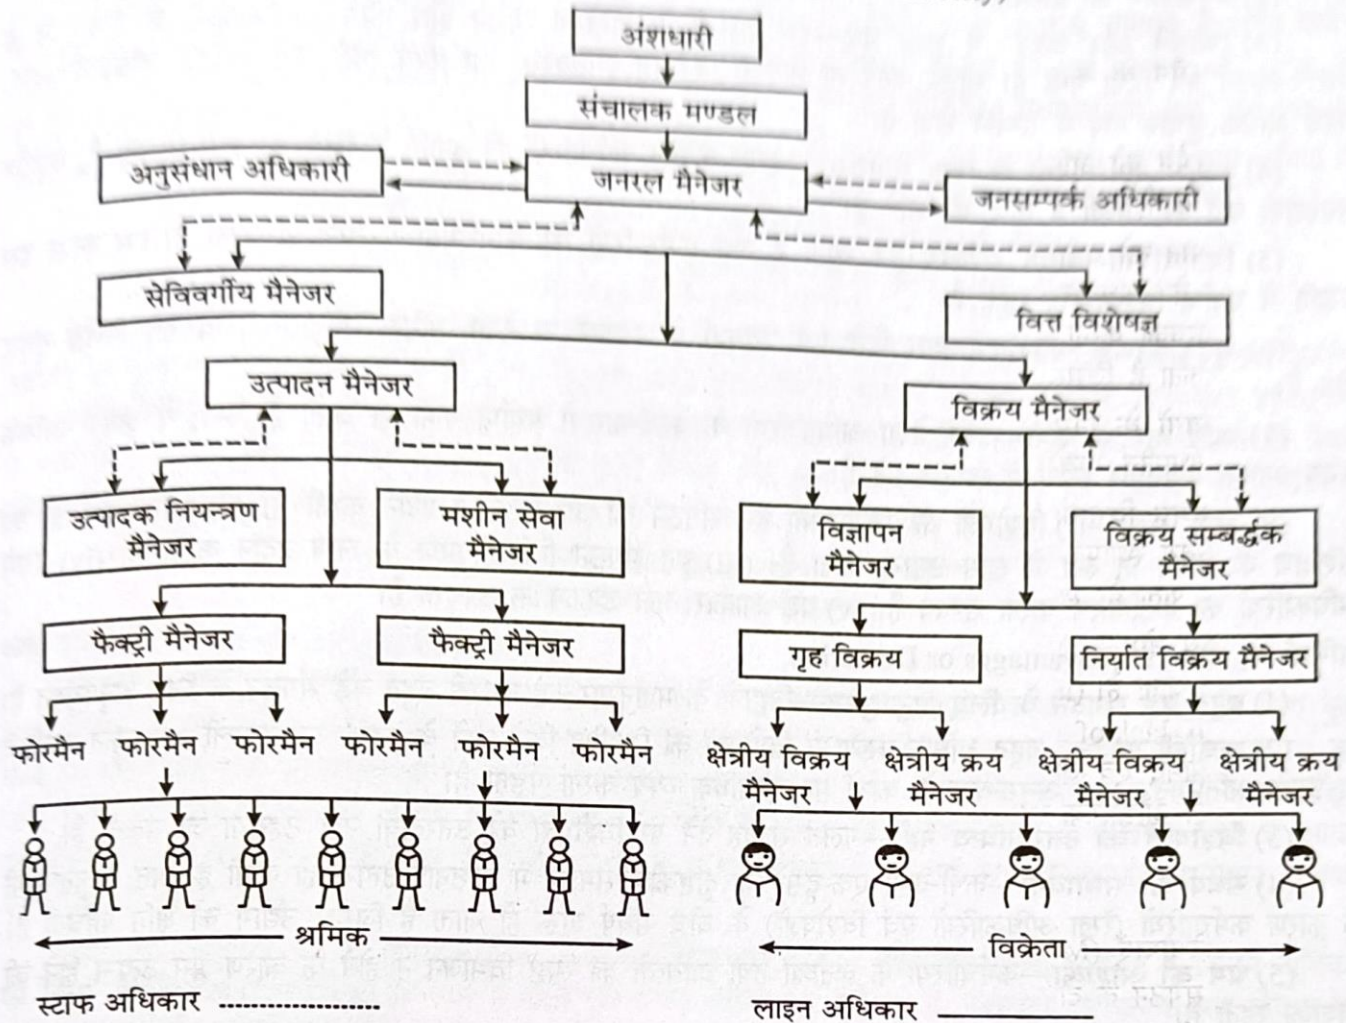 अंशधारी
संचालक मण्डल
अनुसंधान अधिकारी
जनरल मैनेजर
जनसम्पर्क अधिकारी
सेविवर्गीय मैनेजर
वित्त विशेषज्ञ
उत्पादन मैनेजर
विक्रय मैनेजर
उत्पादक नियन्त्रण
मैनेजर
मशीन सेवा
मैनेजर
विज्ञापन
मैनेजर
विक्रय सम्बर्द्धक
मैनेजर
फैक्ट्री मैनेजर
फैक्ट्री मैनेजर
गृह विक्रय
निर्यात विक्रय मैनेजर
फोरमैन फोरमैन फोरमैन फोरमैन फोरमैन फोरमैन
क्षेत्रीय विक्रय
मैनेजर
क्षेत्रीय क्रय
मैनेजर
क्षेत्रीय विक्रय
मैनेजर
क्षेत्रीय क्रय
मैनेजर
श्रमिक
विक्रेता
स्टाफ अधिकार
लाइन अधिकार